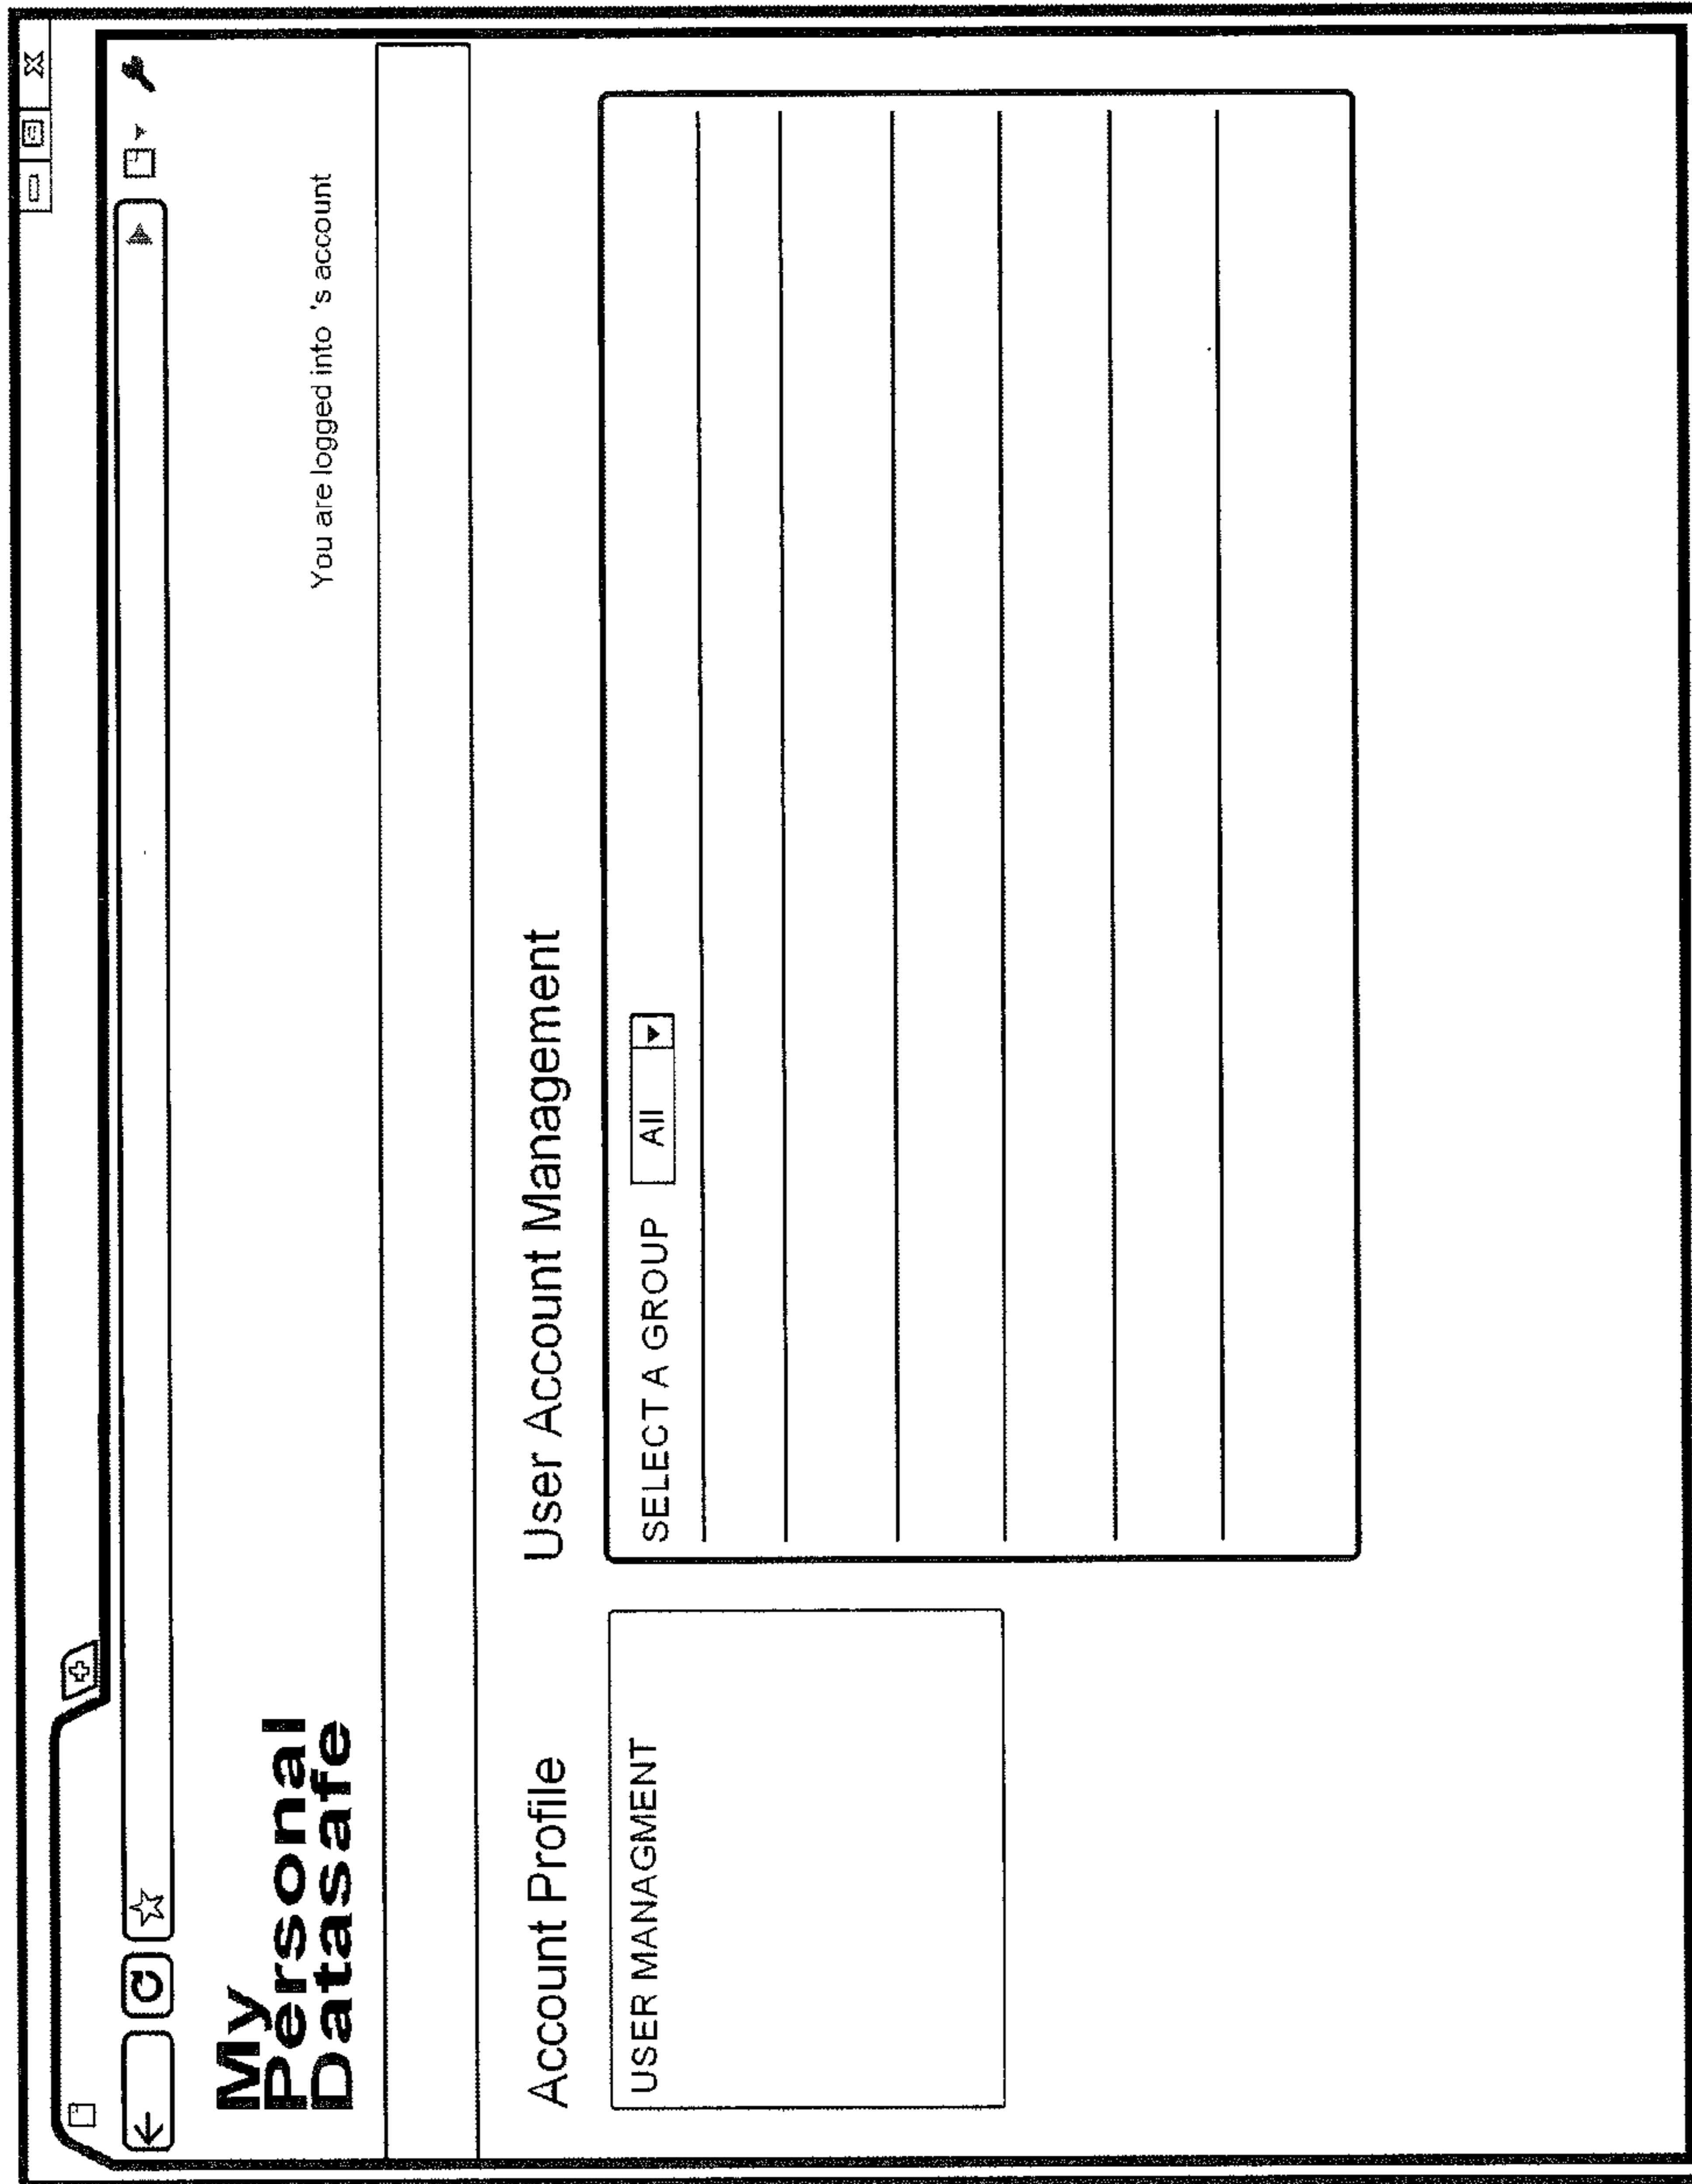 My
Personal
Datasafe
You are logged into 's account
Account Profile
User Account Management
USER MANAGMENT
SELECT A GROUP All